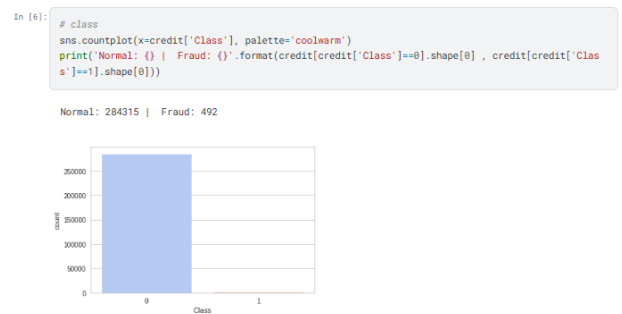 In [6]:
# class
sns.countplot(x=credit['Class'], palette='coolwarm')
print('Normal: {} |  Fraud: {}'.format(credit[credit['Class']==0].shape[0] , credit[credit['Clas
s']==1].shape[0]))
Normal: 284315 |  Fraud: 492
250000
200000
150000
100000
50000
0
count
0 1
Class